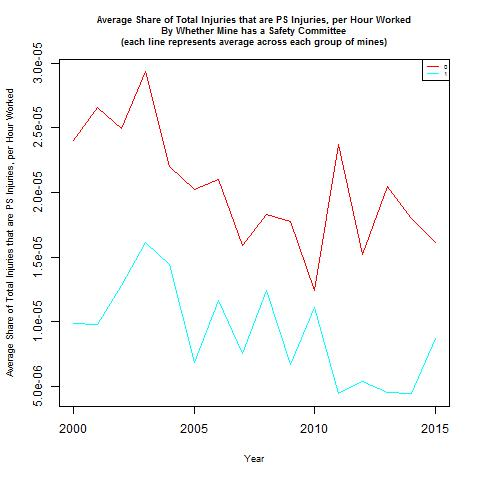 Average Share of Total Injuries that are PS Injuries, per Hour Worked
By Whether Mine has a Safety Committee
(each line represents average across each group of mines)
Average Share of Total Injuries that are PS Injuries, per Hour Worked
3.0e-05
2.5e-05
2.0e-05
1.5e-05
1.0e-05
5.0e-06
0
1
2000 2005 2010 2015
Year